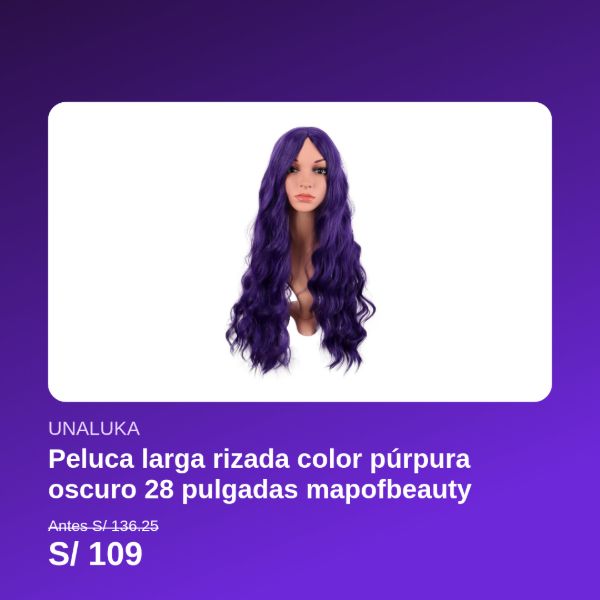 UNALUKA
Peluca larga rizada color púrpura
oscuro 28 pulgadas mapofbeauty
Antes S/ 136.25
S/ 109